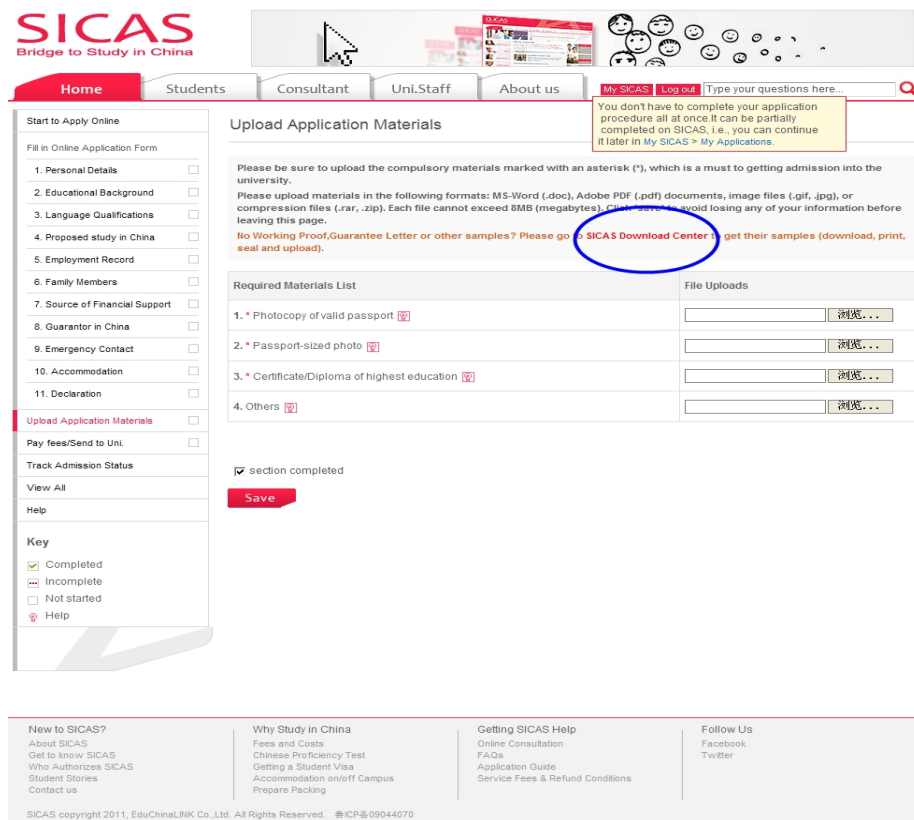 SICAS
Bridge to Study in China
Home
Students
Consultant
Uni.Staff
About us
My SICAS
Log out
Type your questions here...
You don't have to complete your application
procedure all at once.It can be partially
completed on SICAS, i.e., you can continue
it later in My SICAS > My Applications.
Start to Apply Online
Fill in Online Application Form
1. Personal Details
2. Educational Background
3. Language Qualifications
4. Proposed study in China
5. Employment Record
6. Family Members
7. Source of Financial Support
8. Guarantor in China
9. Emergency Contact
10. Accommodation
11. Declaration
Upload Application Materials
Pay fees/Send to Uni.
Track Admission Status
View All
Help
Key
Completed
Incomplete
Not started
Help
Upload Application Materials
Please be sure to upload the compulsory materials marked with an asterisk (*), which is a must to getting admission into the
university.
Please upload materials in the following formats: MS-Word (.doc), Adobe PDF (.pdf) documents, image files (.gif, .jpg), or
compression files (.rar, .zip). Each file cannot exceed 8MB (megabytes). Click 'save' to avoid losing any of your information before
leaving this page.
No Working Proof,Guarantee Letter or other samples? Please go to SICAS Download Center to get their samples (download, print,
seal and upload).
Required Materials List
File Uploads
1. * Photocopy of valid passport
浏览...
2. * Passport-sized photo
浏览...
3. * Certificate/Diploma of highest education
浏览...
4. Others
浏览...
section completed
Save
New to SICAS?
About SICAS
Get to know SICAS
Who Authorizes SICAS
Student Stories
Contact us
Why Study in China
Fees and Costs
Chinese Proficiency Test
Getting a Student Visa
Accommodation on/off Campus
Prepare Packing
Getting SICAS Help
Online Consultation
FAQs
Application Guide
Service Fees & Refund Conditions
Follow Us
Facebook
Twitter
SICAS copyright 2011, EduChinaLINK Co.,Ltd. All Rights Reserved. 鲁ICP备09044070